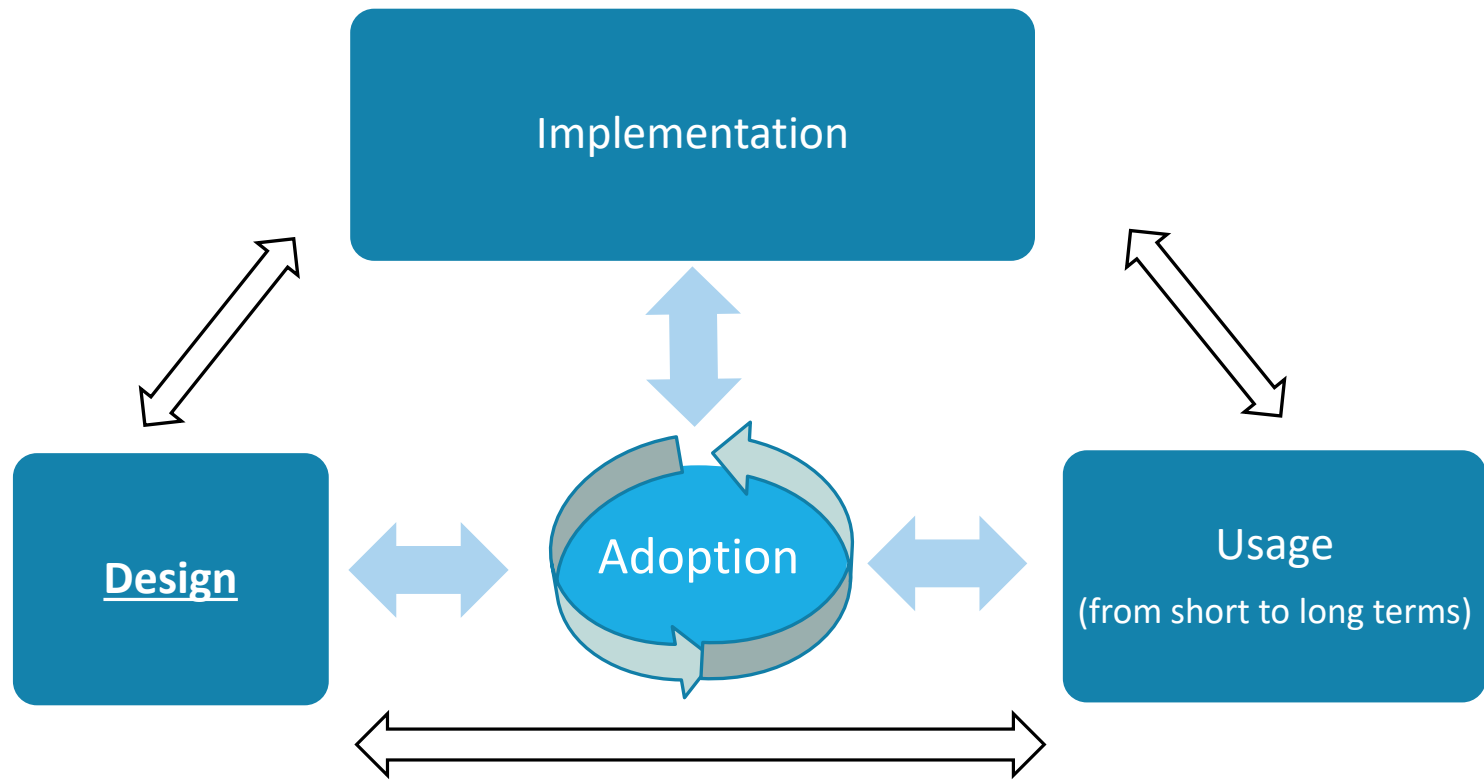 Implementation
Design
Adoption
Usage
(from short to long terms)